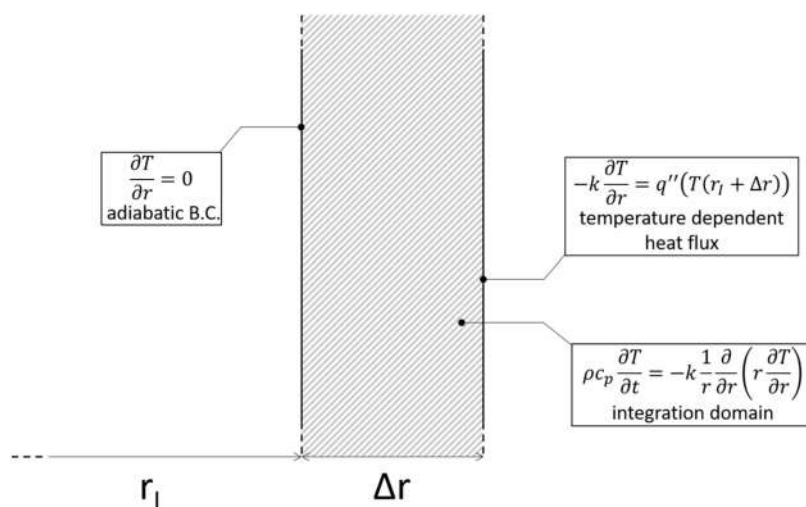 ∂T/∂r = 0
adiabatic B.C.
−k ∂T/∂r = q′′(T(r_I + Δr))
temperature dependent
heat flux
ρc_p ∂T/∂t = −k 1/r ∂/∂r (r ∂T/∂r)
integration domain
r_I
Δr